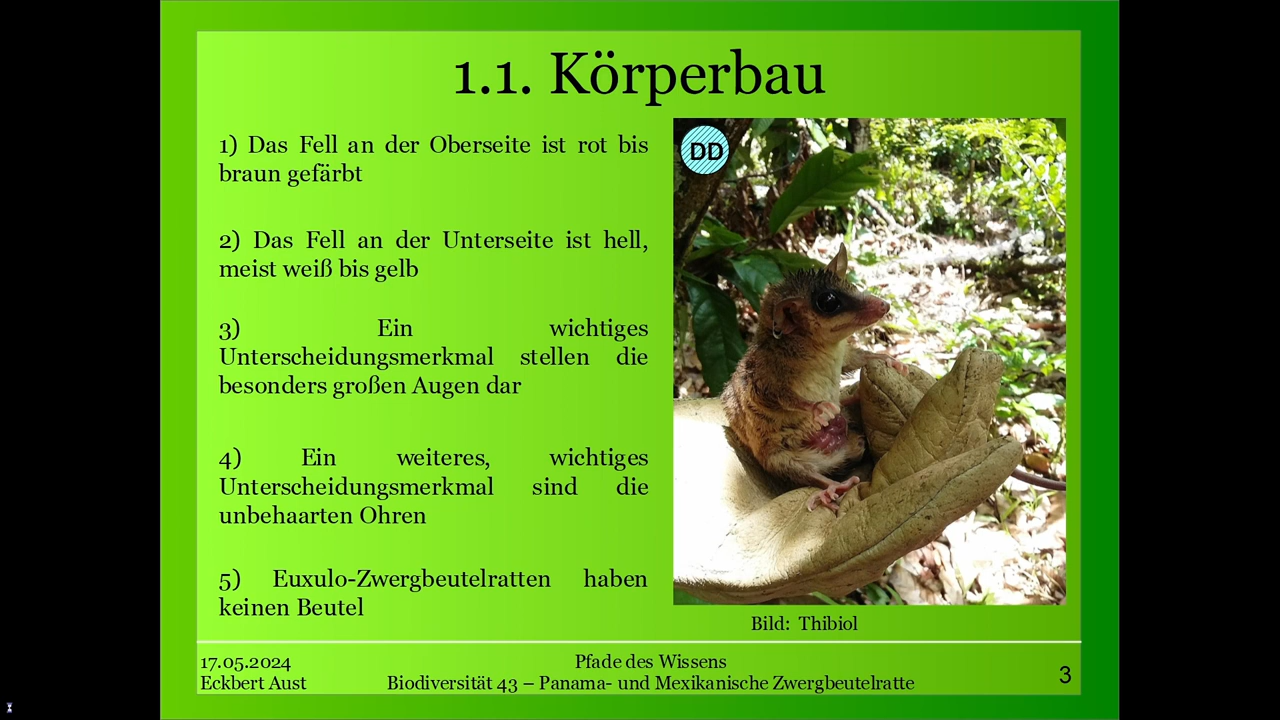 1.1. Körperbau
1) Das Fell an der Oberseite ist rot bis
braun gefärbt
2) Das Fell an der Unterseite ist hell,
meist weiß bis gelb
3) Ein wichtiges
Unterscheidungsmerkmal stellen die
besonders großen Augen dar
4) Ein weiteres, wichtiges
Unterscheidungsmerkmal sind die
unbehaarten Ohren
5) Euxulo-Zwergbeutelratten haben
keinen Beutel
DD
Bild: Thibiol
17.05.2024
Eckbert Aust
Pfade des Wissens
Biodiversität 43 – Panama- und Mexikanische Zwergbeutelratte
3